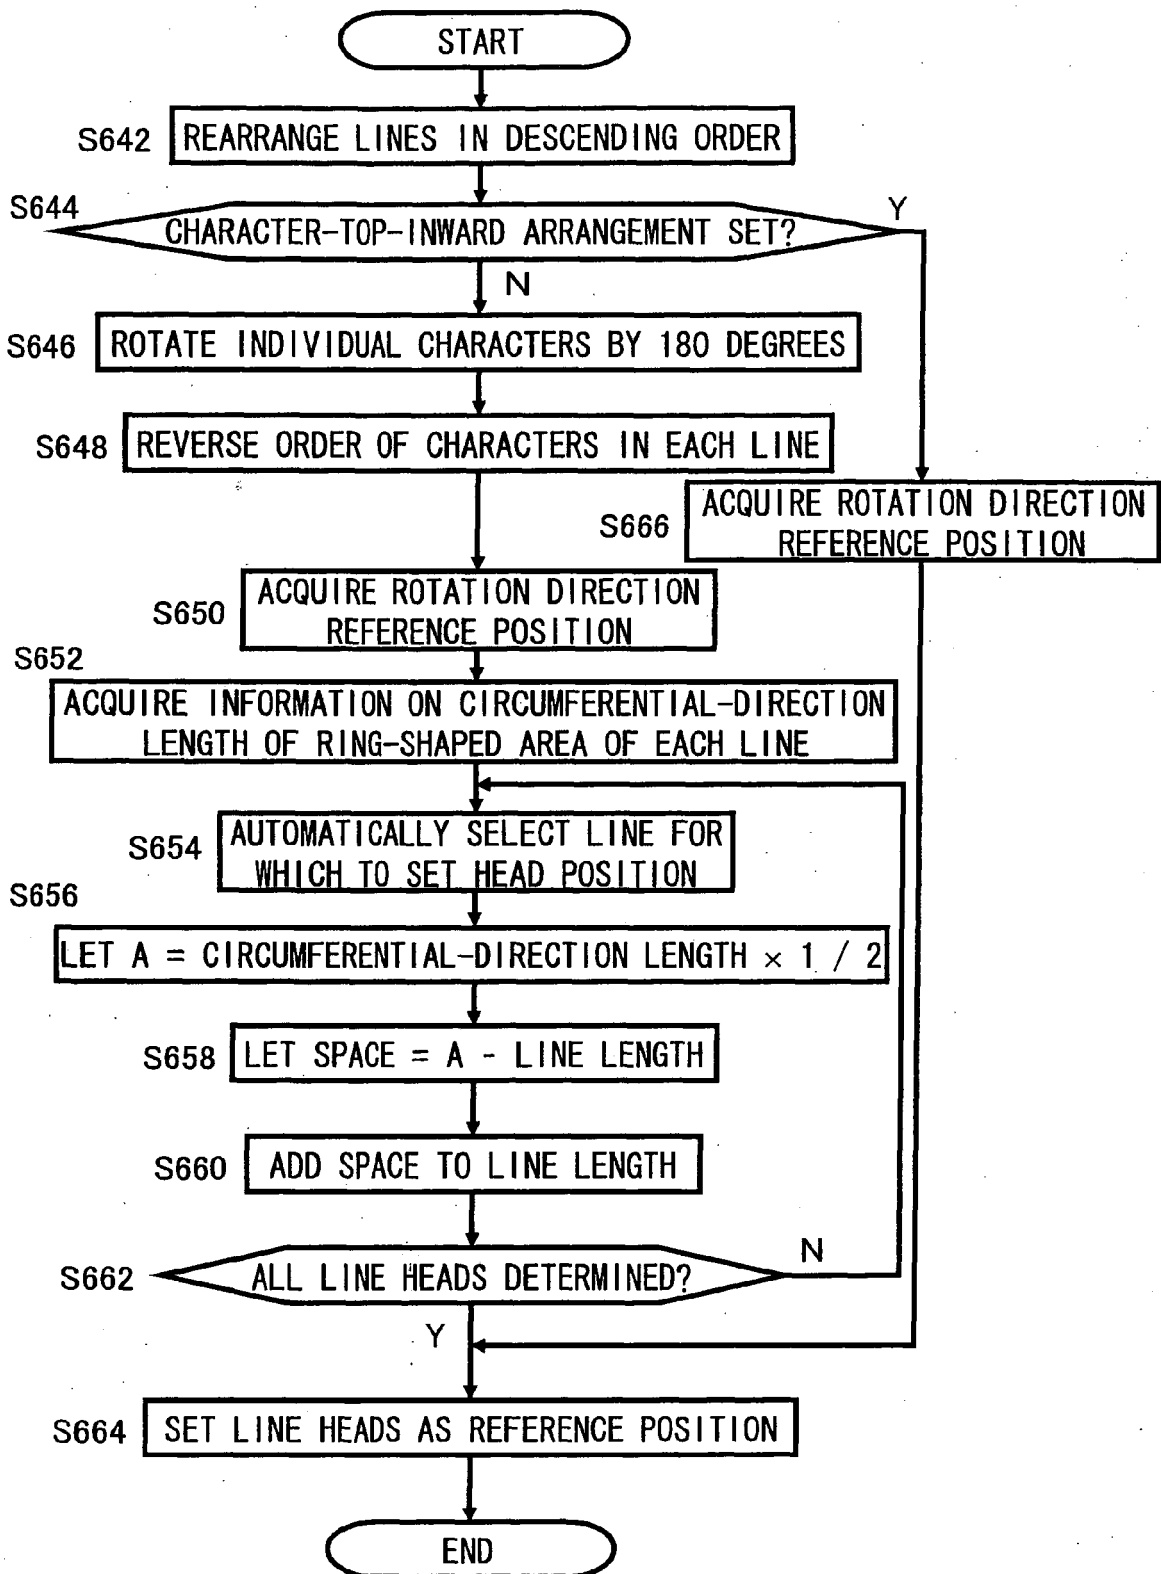 START
S642
REARRANGE LINES IN DESCENDING ORDER
S644
CHARACTER-TOP-INWARD ARRANGEMENT SET?
Y
N
S646
ROTATE INDIVIDUAL CHARACTERS BY 180 DEGREES
S648
REVERSE ORDER OF CHARACTERS IN EACH LINE
S666
ACQUIRE ROTATION DIRECTION
REFERENCE POSITION
S650
ACQUIRE ROTATION DIRECTION
REFERENCE POSITION
S652
ACQUIRE INFORMATION ON CIRCUMFERENTIAL-DIRECTION
LENGTH OF RING-SHAPED AREA OF EACH LINE
S654
AUTOMATICALLY SELECT LINE FOR
WHICH TO SET HEAD POSITION
S656
LET A = CIRCUMFERENTIAL-DIRECTION LENGTH × 1 / 2
S658
LET SPACE = A - LINE LENGTH
S660
ADD SPACE TO LINE LENGTH
S662
ALL LINE HEADS DETERMINED?
N
Y
S664
SET LINE HEADS AS REFERENCE POSITION
END